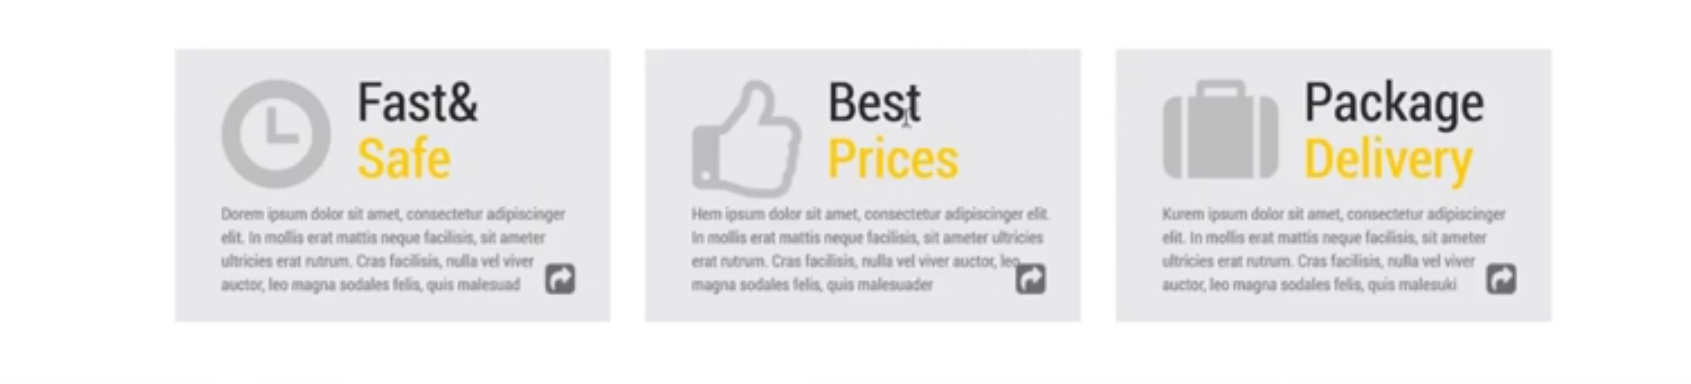 Fast&
Safe
Dorem ipsum dolor sit amet, consectetur adipiscinger
elit. In mollis erat mattis neque facilisis, sit ameter
ultricies erat rutrum. Cras facilisis, nulla vel viver
auctor, leo magna sodales felis, quis malesuad
Best
Prices
Hem ipsum dolor sit amet, consectetur adipiscinger elit.
In mollis erat mattis neque facilisis, sit ameter ultricies
erat rutrum. Cras facilisis, nulla vel viver auctor, leo
magna sodales felis, quis malesuader
Package
Delivery
Kurem ipsum dolor sit amet, consectetur adipiscinger
elit. In mollis erat mattis neque facilisis, sit ameter
ultricies erat rutrum. Cras facilisis, nulla vel viver
auctor, leo magna sodales felis, quis malesuki